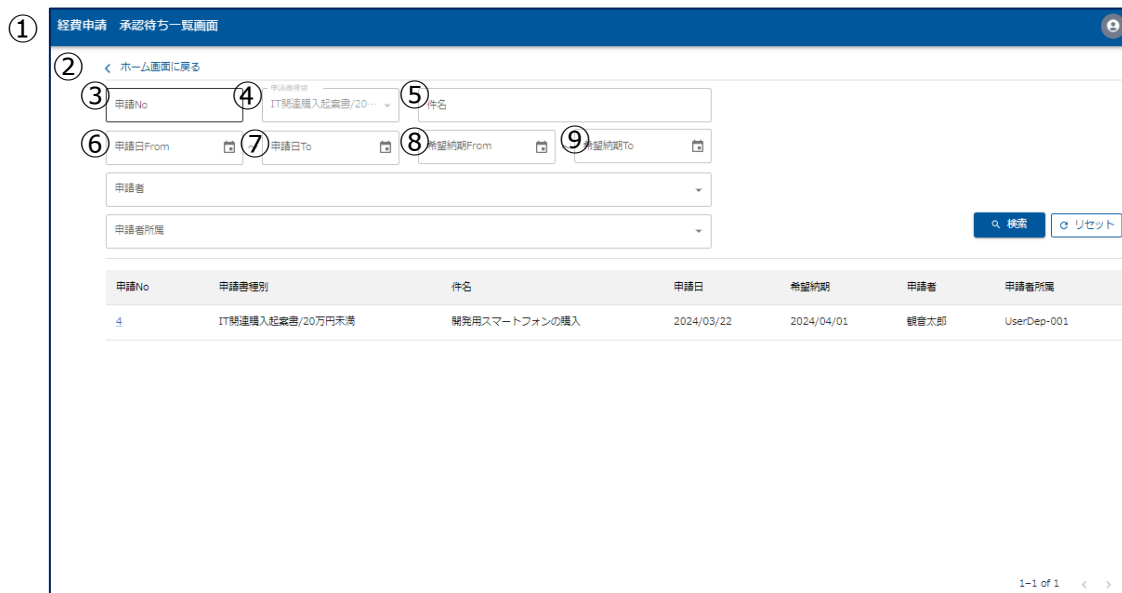 ① 経費申請 承認待ち一覧画面
② ホーム画面に戻る
③ 申請No ④ 申請書種別 IT関連購入起案書/20… ⑤ 件名
⑥ 申請日From ~ ⑦ 申請日To ⑧ 希望納期From ~ ⑨ 希望納期To
申請者
申請者所属
検索 リセット
申請No 申請書種別 件名 申請日 希望納期 申請者 申請者所属
4 IT関連購入起案書/20万円未満 開発用スマートフォンの購入 2024/03/22 2024/04/01 観音太郎 UserDep-001
1-1 of 1